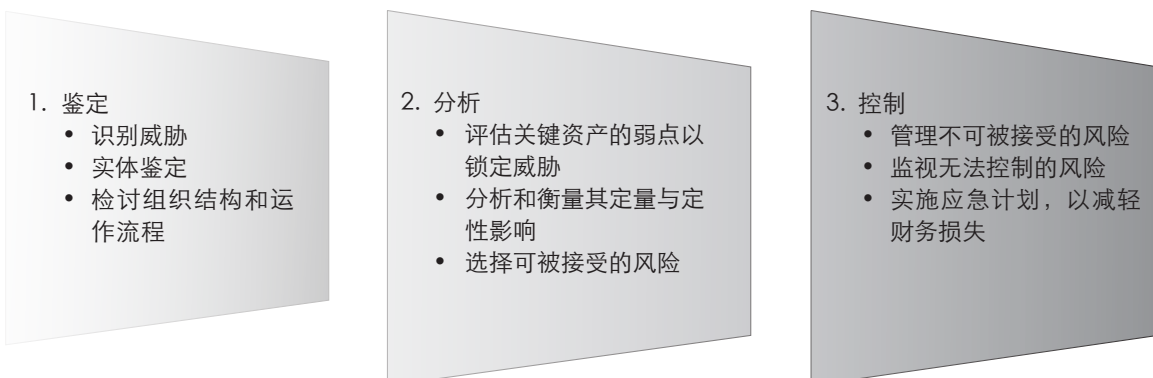 1. 鉴定
• 识别威胁
• 实体鉴定
• 检讨组织结构和运
作流程
2. 分析
• 评估关键资产的弱点以
锁定威胁
• 分析和衡量其定量与定
性影响
• 选择可被接受的风险
3. 控制
• 管理不可被接受的风险
• 监视无法控制的风险
• 实施应急计划，以减轻
财务损失